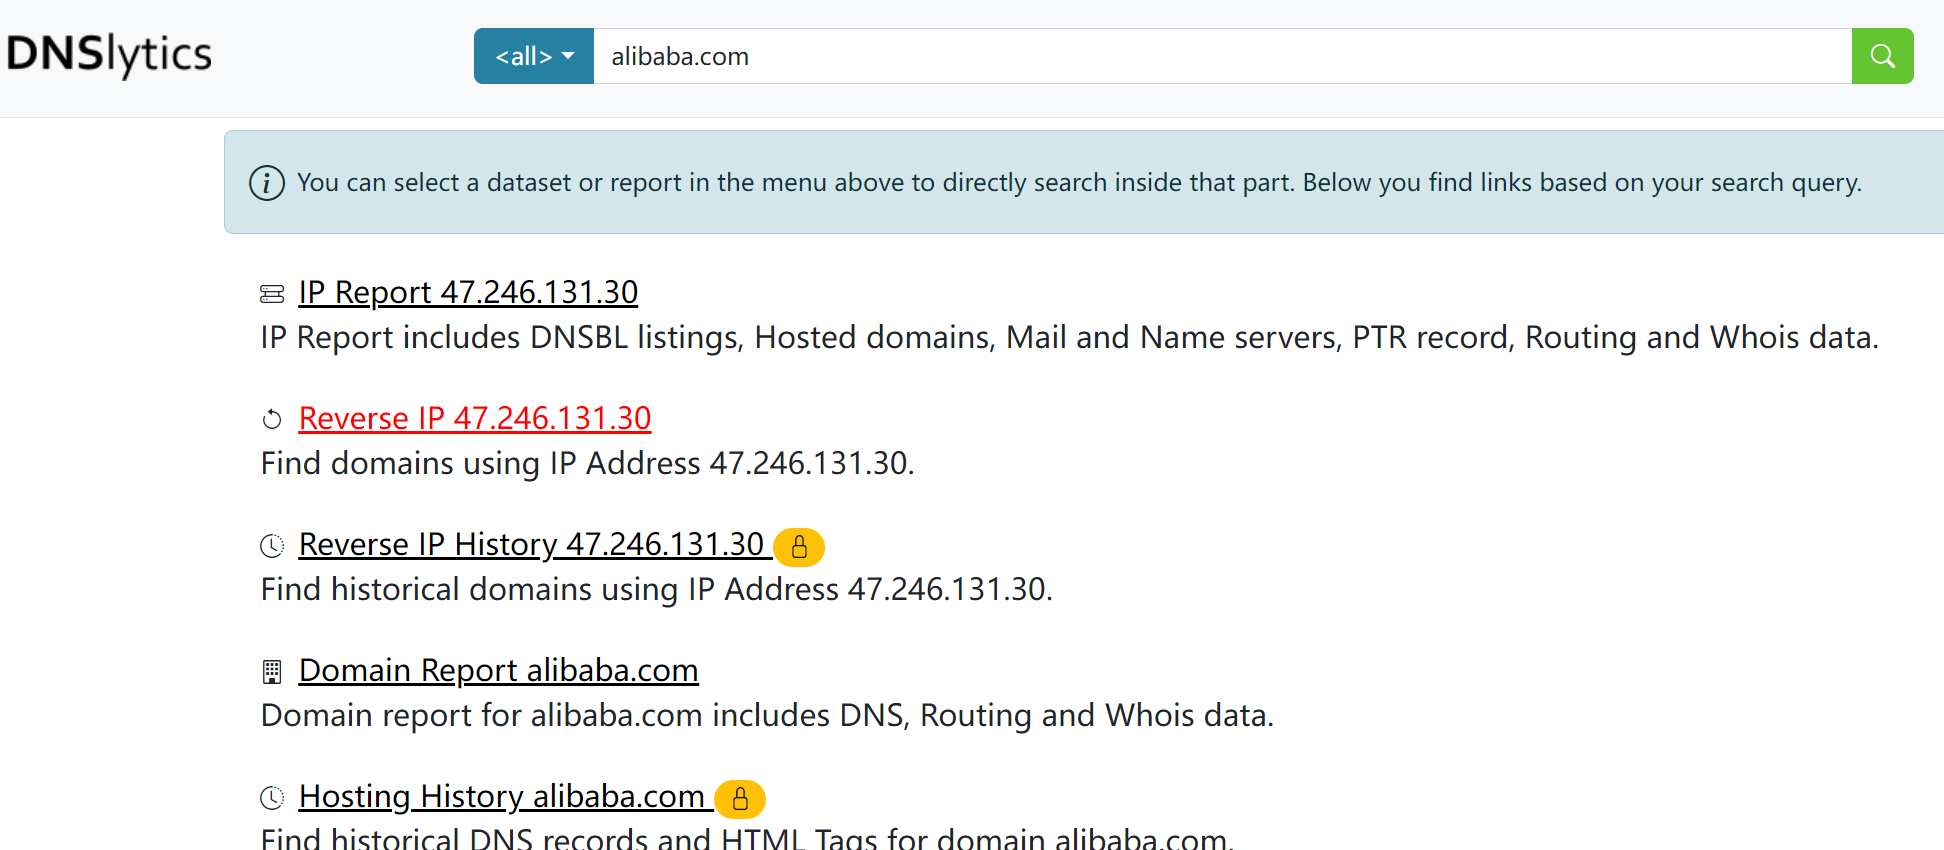 DNSlytics
<all> alibaba.com
You can select a dataset or report in the menu above to directly search inside that part. Below you find links based on your search query.
IP Report 47.246.131.30
IP Report includes DNSBL listings, Hosted domains, Mail and Name servers, PTR record, Routing and Whois data.
Reverse IP 47.246.131.30
Find domains using IP Address 47.246.131.30.
Reverse IP History 47.246.131.30
Find historical domains using IP Address 47.246.131.30.
Domain Report alibaba.com
Domain report for alibaba.com includes DNS, Routing and Whois data.
Hosting History alibaba.com
Find historical DNS records and HTML Tags for domain alibaba.com.